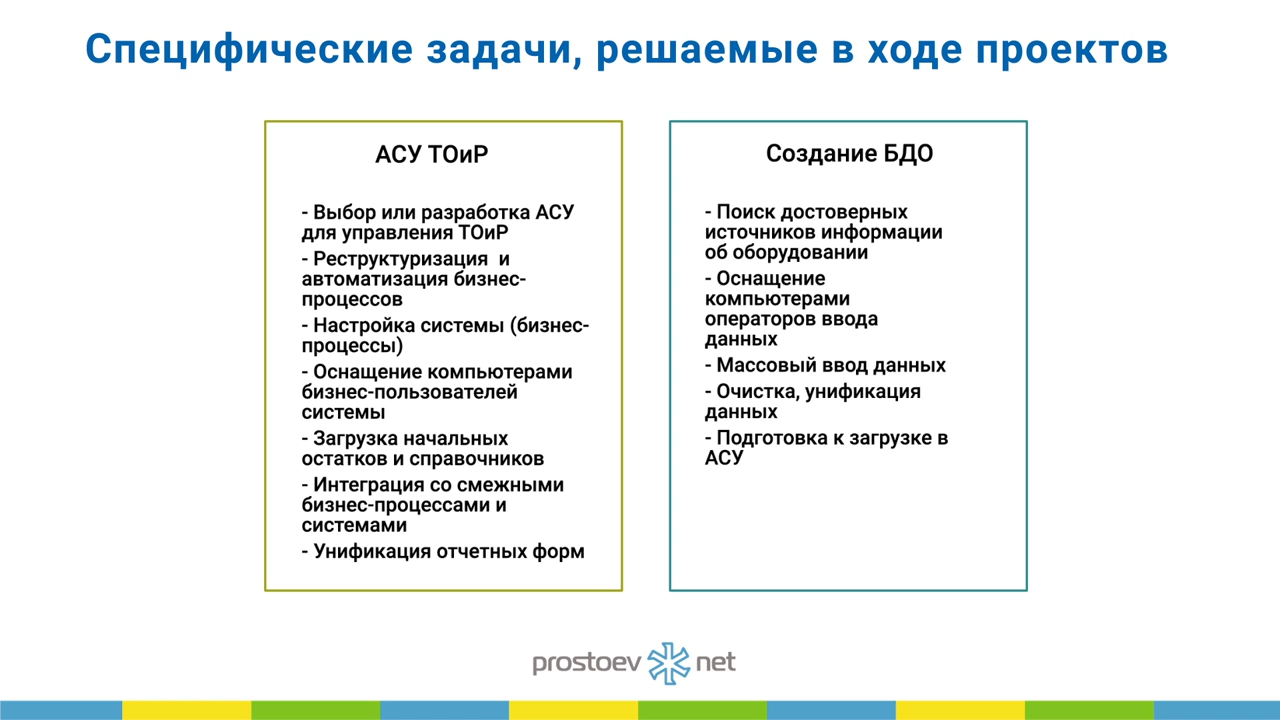 Специфические задачи, решаемые в ходе проектов
АСУ ТОиР
- Выбор или разработка АСУ
для управления ТОиР
- Реструктуризация и
автоматизация бизнес-
процессов
- Настройка системы (бизнес-
процессы)
- Оснащение компьютерами
бизнес-пользователей
системы
- Загрузка начальных
остатков и справочников
- Интеграция со смежными
бизнес-процессами и
системами
- Унификация отчетных форм
Создание БДО
- Поиск достоверных
источников информации
об оборудовании
- Оснащение
компьютерами
операторов ввода
данных
- Массовый ввод данных
- Очистка, унификация
данных
- Подготовка к загрузке в
АСУ
prostoev net